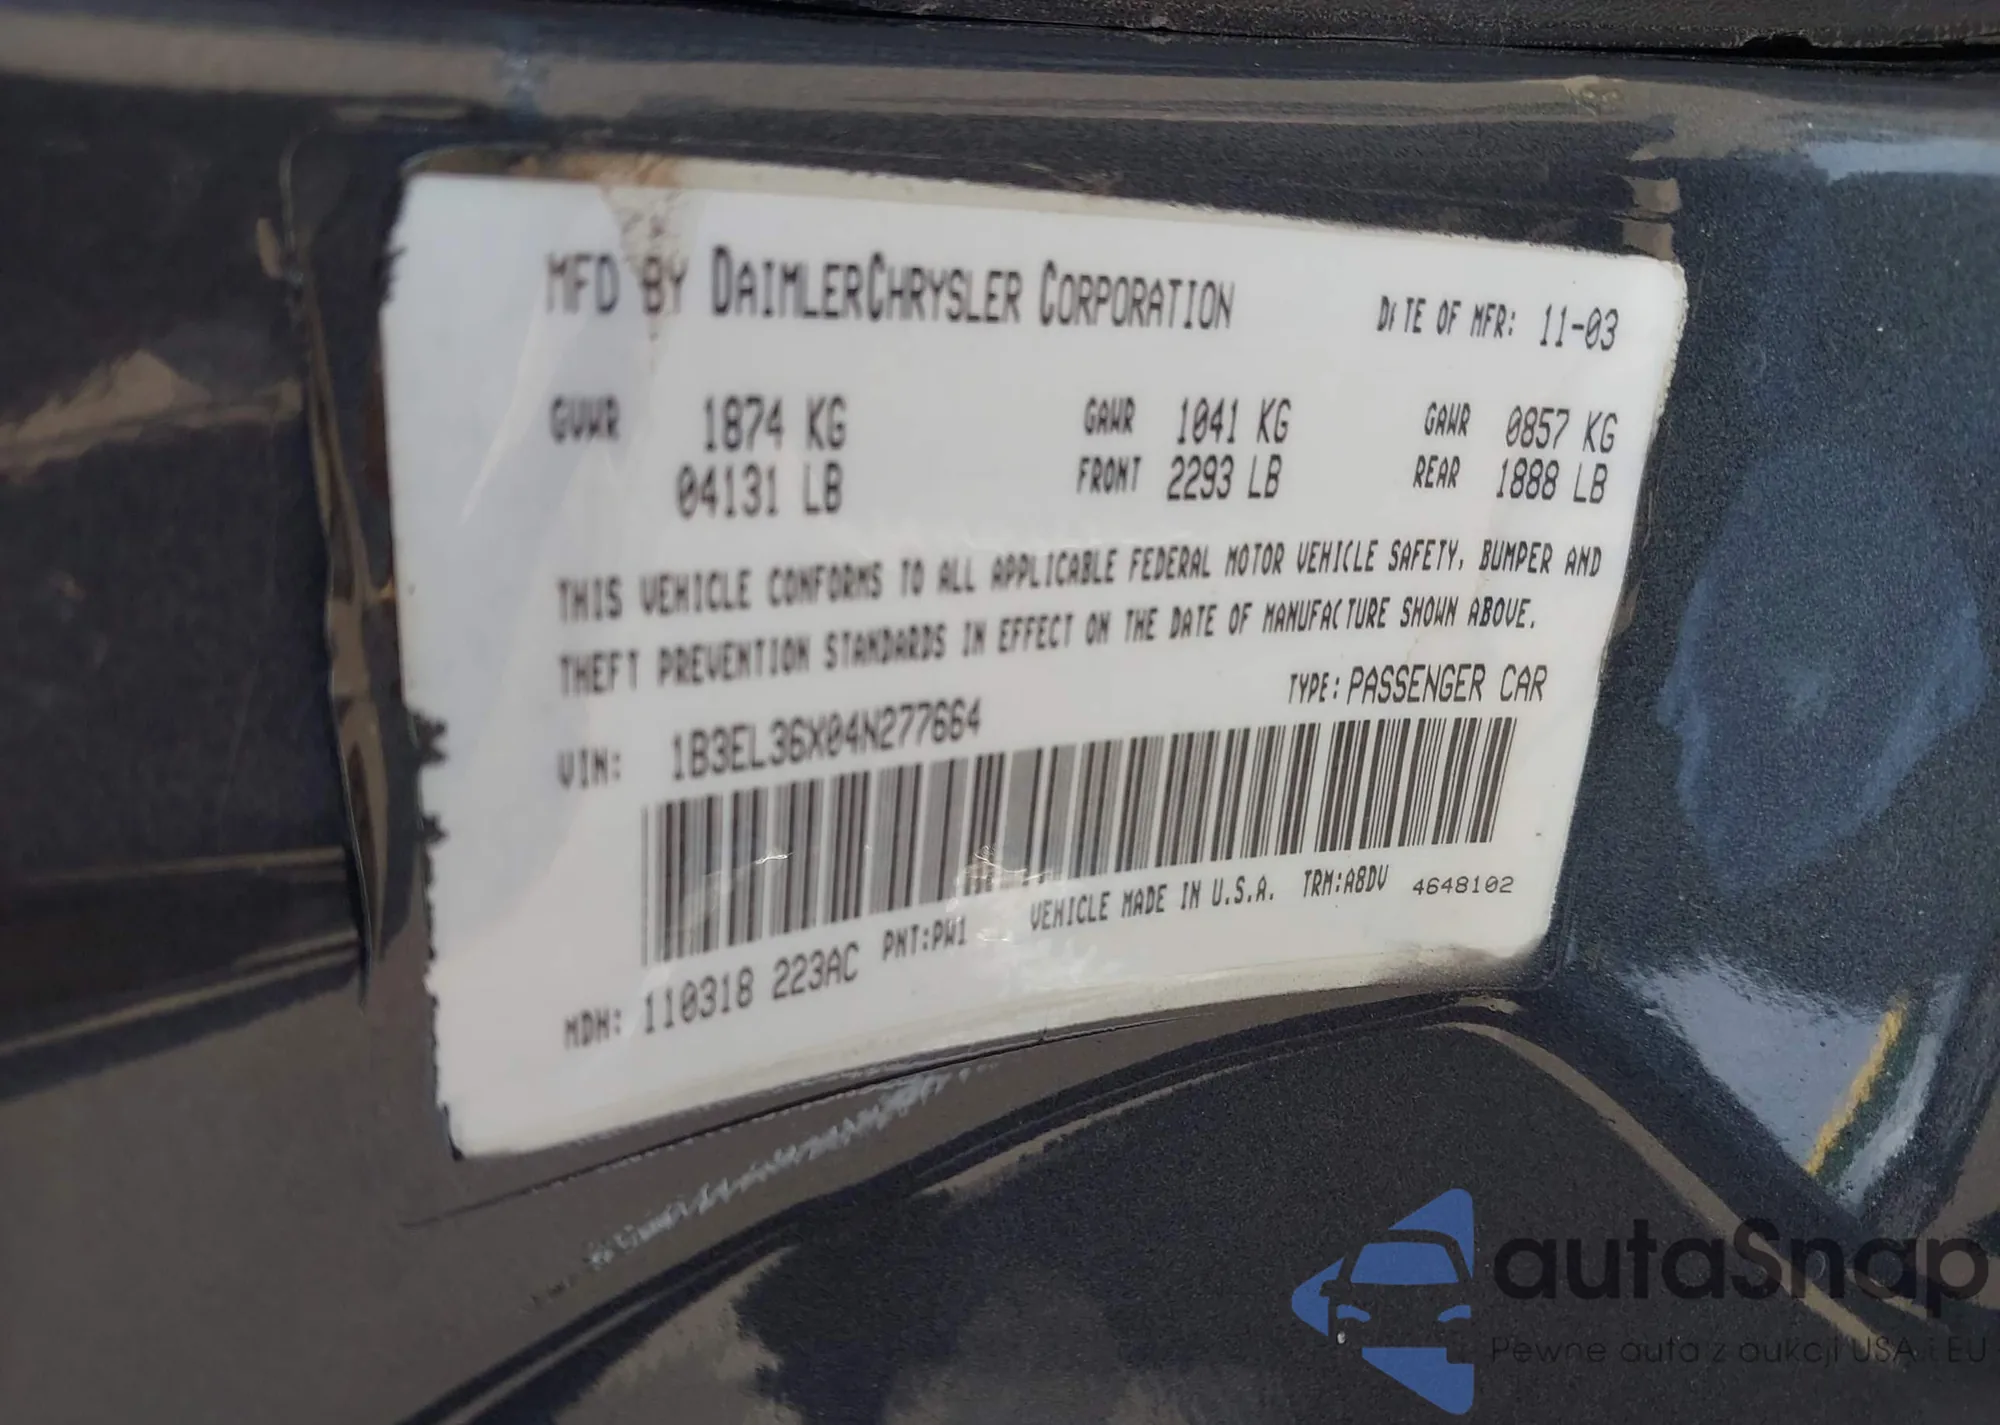 MFD BY DAIMLERCHRYSLER CORPORATION DATE OF MFR: 11-03
GVWR 1874 KG GAWR 1041 KG GAWR 0857 KG
04131 LB FRONT 2293 LB REAR 1888 LB
THIS VEHICLE CONFORMS TO ALL APPLICABLE FEDERAL MOTOR VEHICLE SAFETY, BUMPER AND
THEFT PREVENTION STANDARDS IN EFFECT ON THE DATE OF MANUFACTURE SHOWN ABOVE.
TYPE: PASSENGER CAR
VIN: 1B3EL36X04N277664
VEHICLE MADE IN U.S.A. TRM:A8DV 4648102
MDH: 110318 223AC PNT:PW1
autaSnap
Pewne auta z aukcji USA i EU